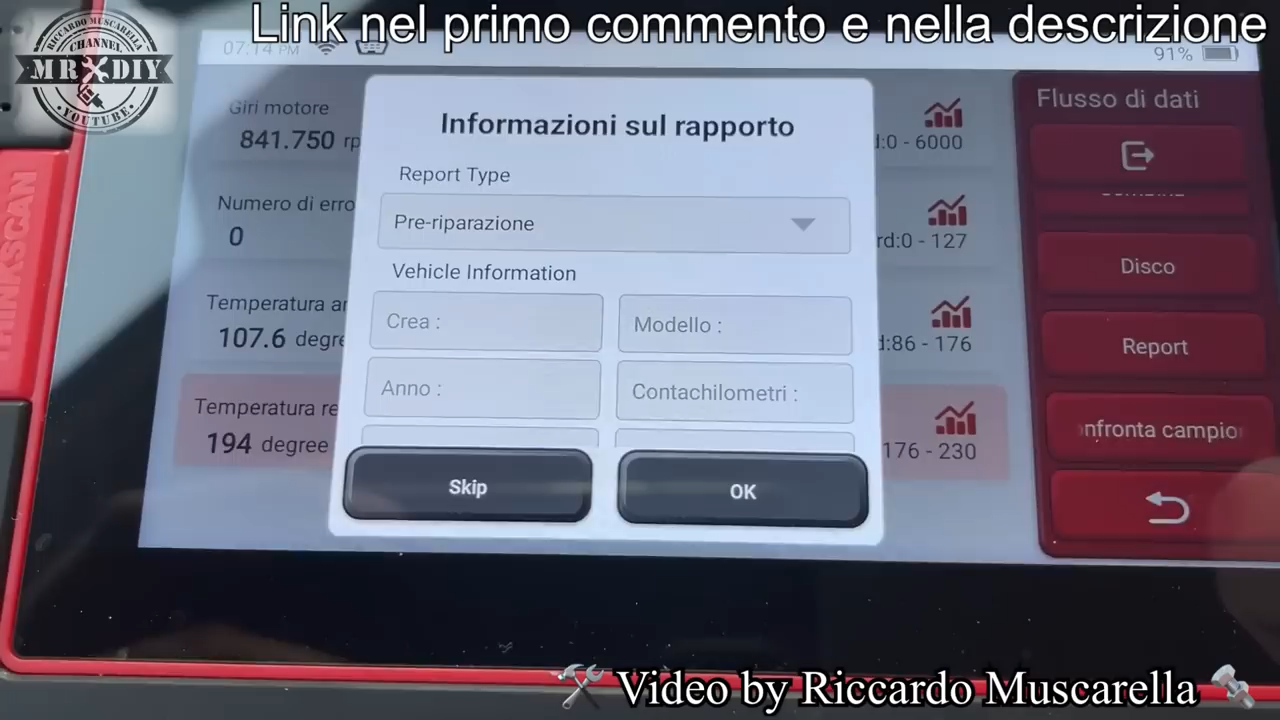 Link nel primo commento e nella descrizione
RICCARDO MUSCARELLA
CHANNEL
MR DIY
YOUTUBE
07:14 PM
91%
Giri motore
841.750 rp
d:0 - 6000
Numero di erro
0
rd:0 - 127
Temperatura ar
107.6 degre
d:86 - 176
Temperatura re
194 degree
176 - 230
Informazioni sul rapporto
Report Type
Pre-riparazione
Vehicle Information
Crea :
Modello :
Anno :
Contachilometri :
Skip
OK
Flusso di dati
Disco
Report
onfronta campio
THINKSCAN
Video by Riccardo Muscarella